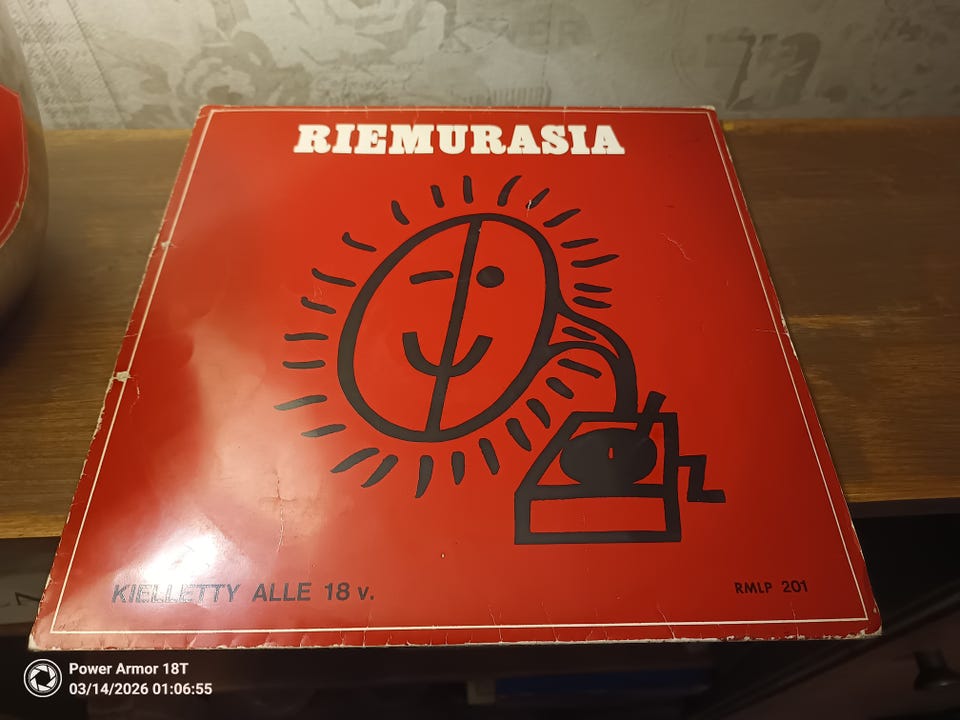 RIEMURASIA
KIELLETTY ALLE 18 v.
RMLP 201
Power Armor 18T
03/14/2026 01:06:55